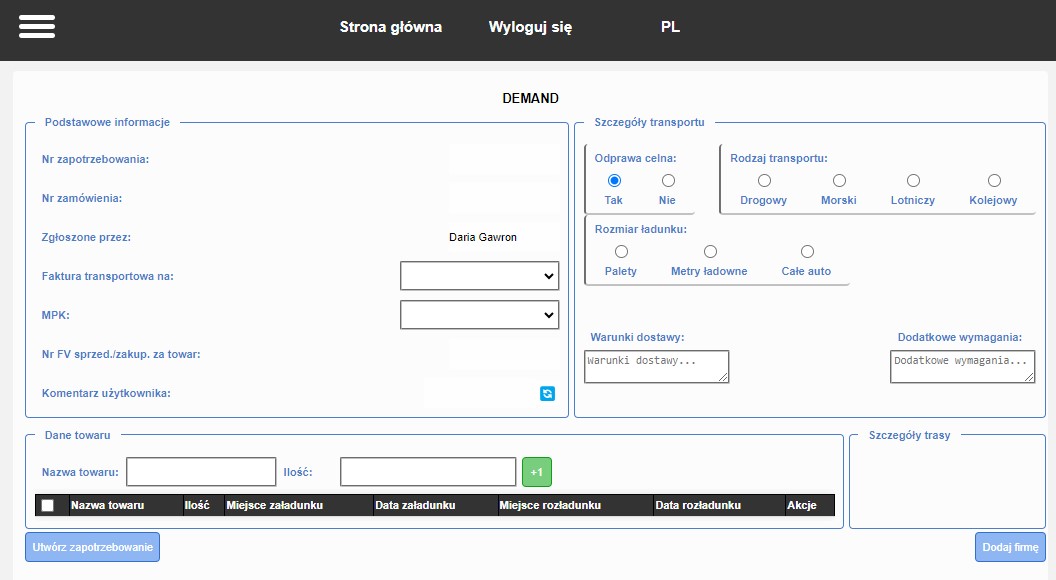 Strona główna Wyloguj się PL
DEMAND
Podstawowe informacje
Nr zapotrzebowania:
Nr zamówienia:
Zgłoszone przez: Daria Gawron
Faktura transportowa na:
MPK:
Nr FV sprzed./zakup. za towar:
Komentarz użytkownika:
Szczegóły transportu
Odprawa celna:
Tak Nie
Rodzaj transportu:
Drogowy Morski Lotniczy Kolejowy
Rozmiar ładunku:
Palety Metry ładowne Całe auto
Warunki dostawy:
Warunki dostawy...
Dodatkowe wymagania:
Dodatkowe wymagania...
Dane towaru
Nazwa towaru: Ilość: +1
Nazwa towaru Ilość Miejsce załadunku Data załadunku Miejsce rozładunku Data rozładunku Akcje
Szczegóły trasy
Utwórz zapotrzebowanie
Dodaj firmę